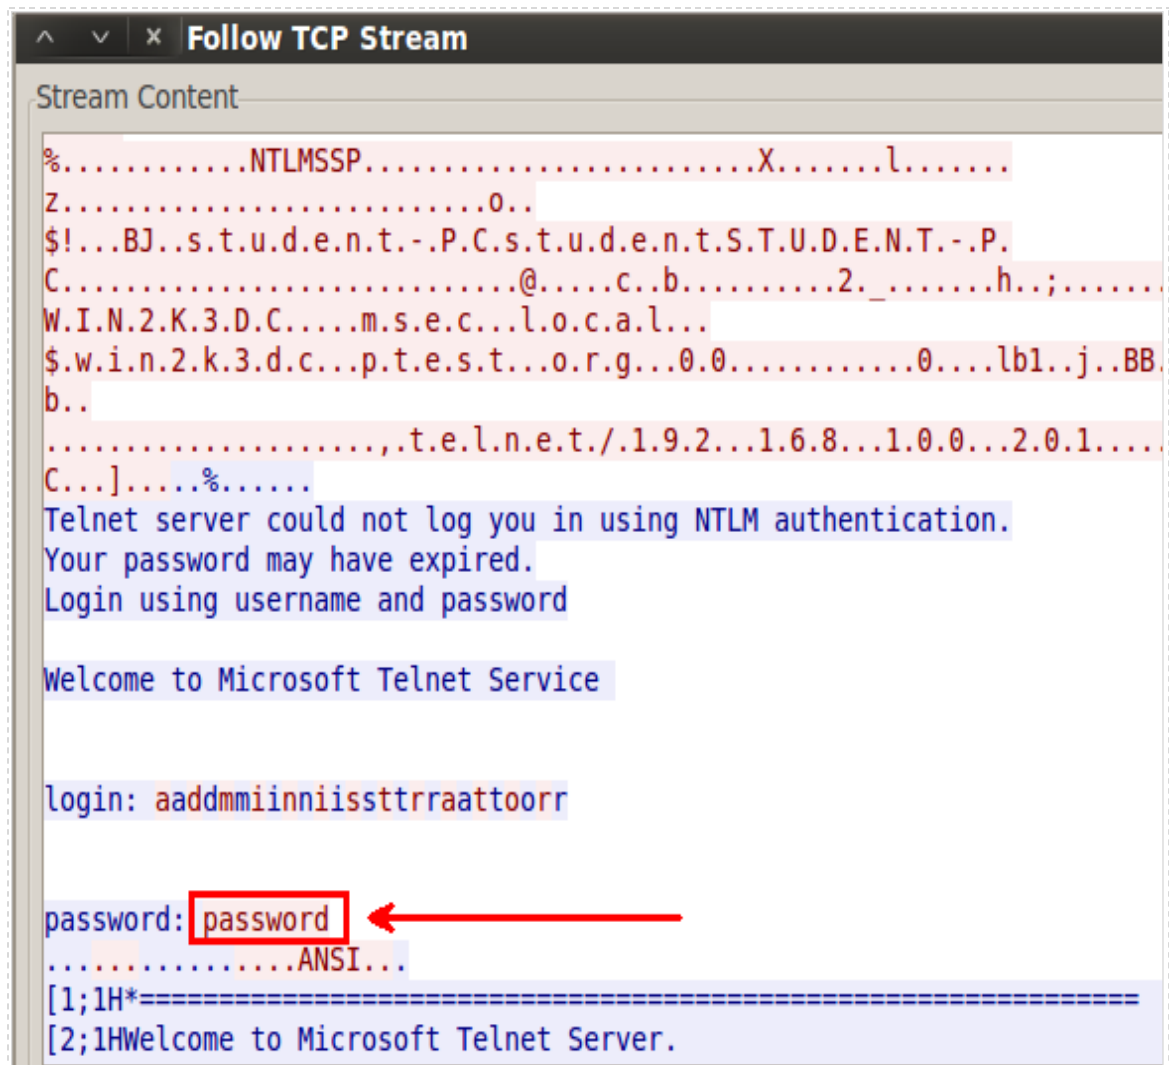 Follow TCP Stream
Stream Content
%............NTLMSSP.........................X.......l.......
z...........................o..
$!...BJ..s.t.u.d.e.n.t.-.P.C.s.t.u.d.e.n.t.S.T.U.D.E.N.T.-.P.
C.............................@.....c..b..........2._.......h..;.......
W.I.N.2.K.3.D.C.....m.s.e.c...l.o.c.a.l...
$.w.i.n.2.k.3.d.c...p.t.e.s.t...o.r.g...0.0............0....lb1..j..BB.
b..
.....................,.t.e.l.n.e.t./.1.9.2...1.6.8...1.0.0...2.0.1.....
C...].....%......
Telnet server could not log you in using NTLM authentication.
Your password may have expired.
Login using username and password
Welcome to Microsoft Telnet Service
login: aaddmmiinniissttrraattoorr
password: password
................ANSI...
[1;1H*===============================================================
[2;1HWelcome to Microsoft Telnet Server.